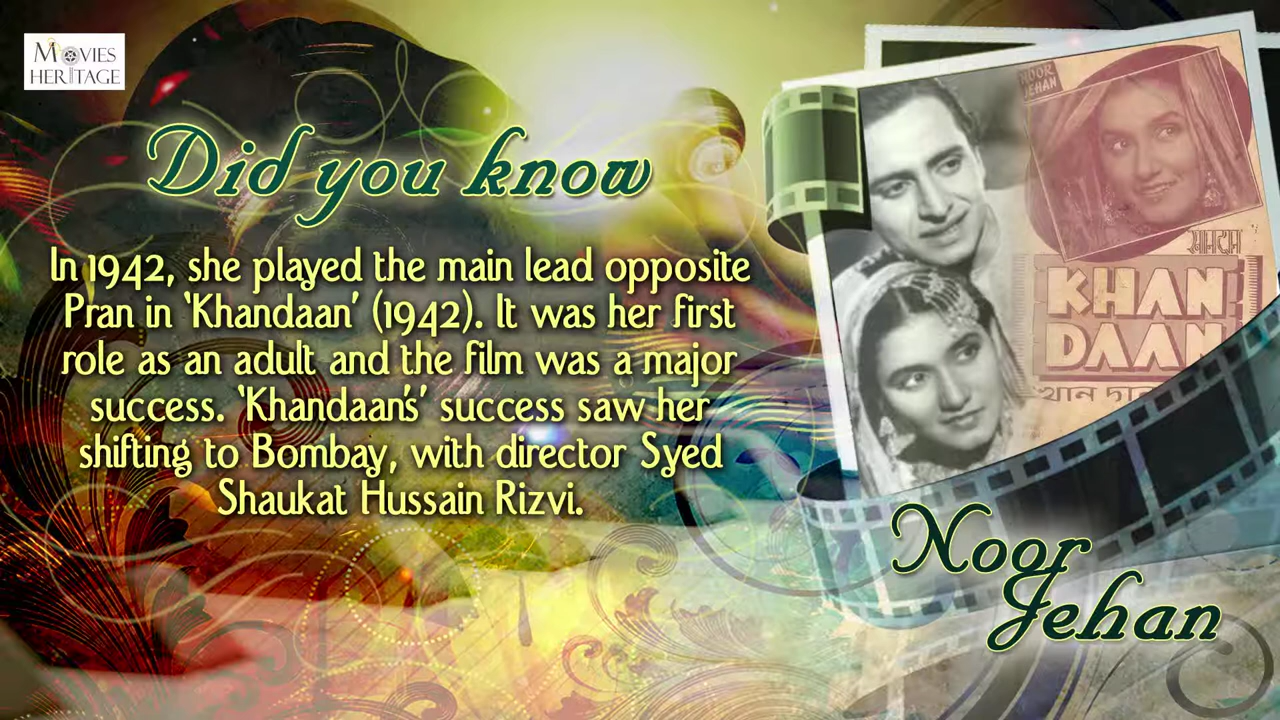 MOVIES
HERITAGE
Did you know
In 1942, she played the main lead opposite
Pran in ‘Khandaan’ (1942). It was her first
role as an adult and the film was a major
success. ‘Khandaan's’ success saw her
shifting to Bombay, with director Syed
Shaukat Hussain Rizvi.
NOOR
JEHAN
KHAN
DAAN
Noor
Jehan